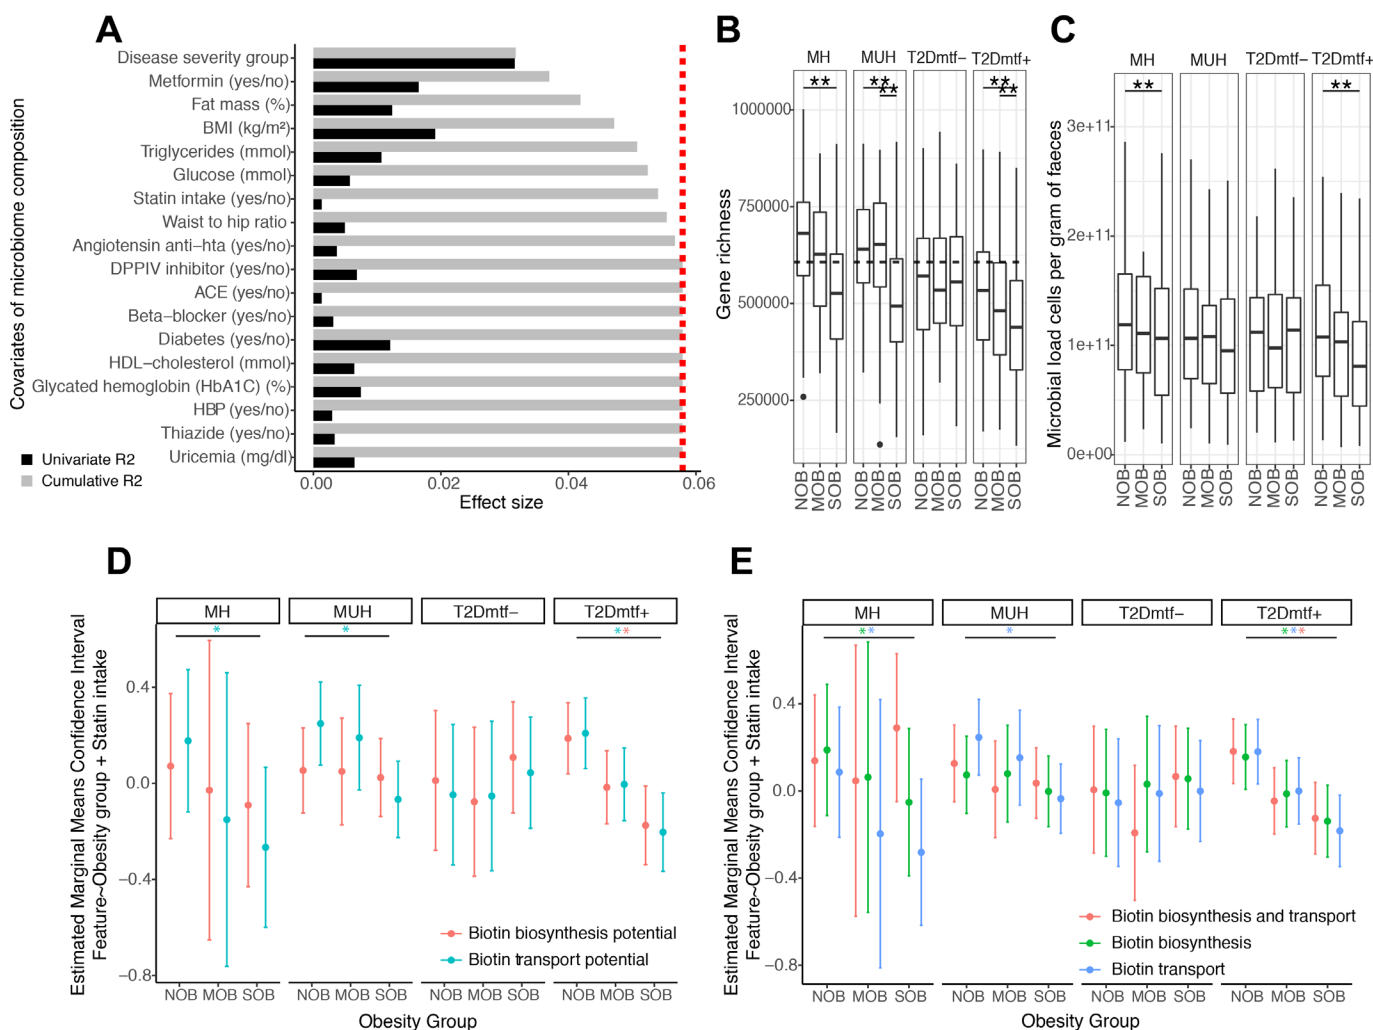 A
Covariates of microbiome composition
Disease severity group
Metformin (yes/no)
Fat mass (%)
BMI (kg/m²)
Triglycerides (mmol)
Glucose (mmol)
Statin intake (yes/no)
Waist to hip ratio
Angiotensin anti−hta (yes/no)
DPPIV inhibitor (yes/no)
ACE (yes/no)
Beta−blocker (yes/no)
Diabetes (yes/no)
HDL−cholesterol (mmol)
Glycated hemoglobin (HbA1C) (%)
HBP (yes/no)
Thiazide (yes/no)
Uricemia (mg/dl)
Univariate R2
Cumulative R2
0.00 0.02 0.04 0.06
Effect size
B
MH MUH T2Dmtf− T2Dmtf+
** ** ** ** **
Gene richness
1000000
750000
500000
250000
NOB MOB SOB NOB MOB SOB NOB MOB SOB NOB MOB SOB
C
MH MUH T2Dmtf− T2Dmtf+
** **
Microbial load cells per gram of faeces
3e+11
2e+11
1e+11
0e+00
NOB MOB SOB NOB MOB SOB NOB MOB SOB NOB MOB SOB
D
MH MUH T2Dmtf− T2Dmtf+
* * **
Estimated Marginal Means Confidence Interval
Feature~Obesity group + Statin intake
0.4
0.0
−0.4
−0.8
Biotin biosynthesis potential
Biotin transport potential
NOB MOB SOB NOB MOB SOB NOB MOB SOB NOB MOB SOB
Obesity Group
E
MH MUH T2Dmtf− T2Dmtf+
** * ***
Estimated Marginal Means Confidence Interval
Feature~Obesity group + Statin intake
0.4
0.0
−0.4
−0.8
Biotin biosynthesis and transport
Biotin biosynthesis
Biotin transport
NOB MOB SOB NOB MOB SOB NOB MOB SOB NOB MOB SOB
Obesity Group